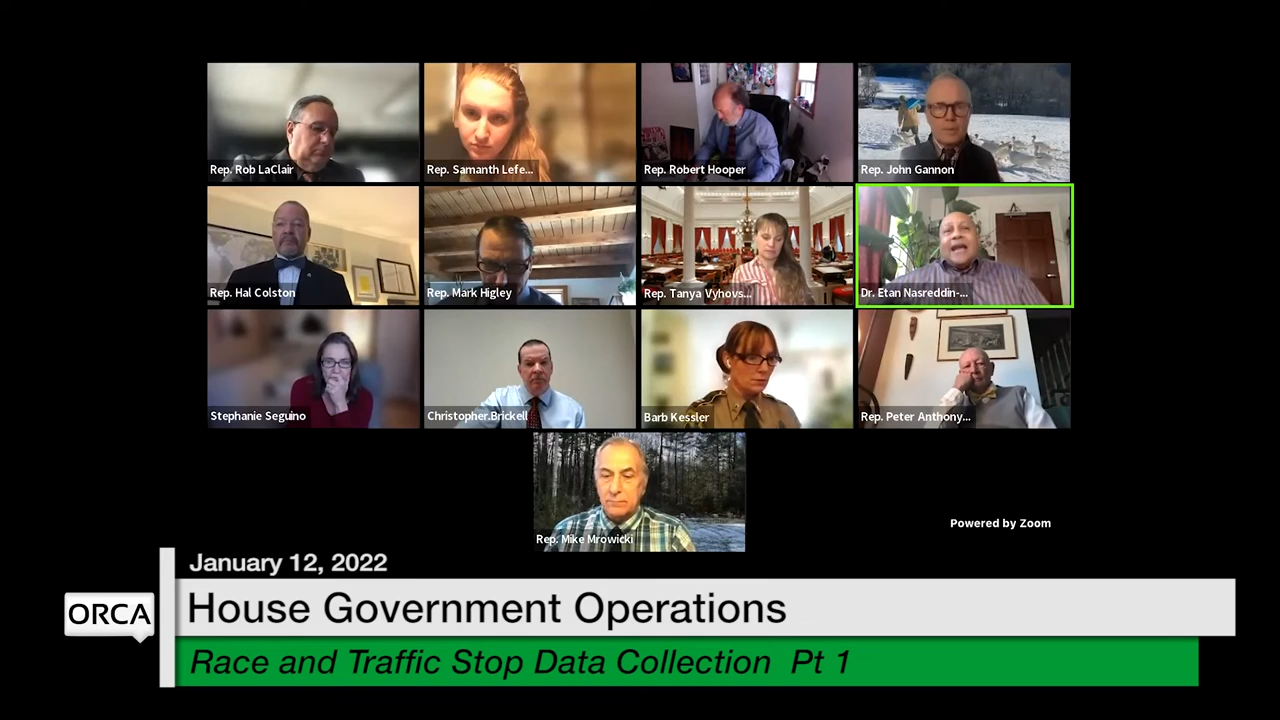 Rep. Rob LaClair
Rep. Samanth Lefe...
Rep. Robert Hooper
Rep. John Gannon
Rep. Hal Colston
Rep. Mark Higley
Rep. Tanya Vyhovs...
Dr. Etan Nasreddin-...
Stephanie Seguino
Christopher.Brickell
Barb Kessler
Rep. Peter Anthony...
Rep. Mike Mrowicki
Powered by Zoom
January 12, 2022
ORCA
House Government Operations
Race and Traffic Stop Data Collection Pt 1